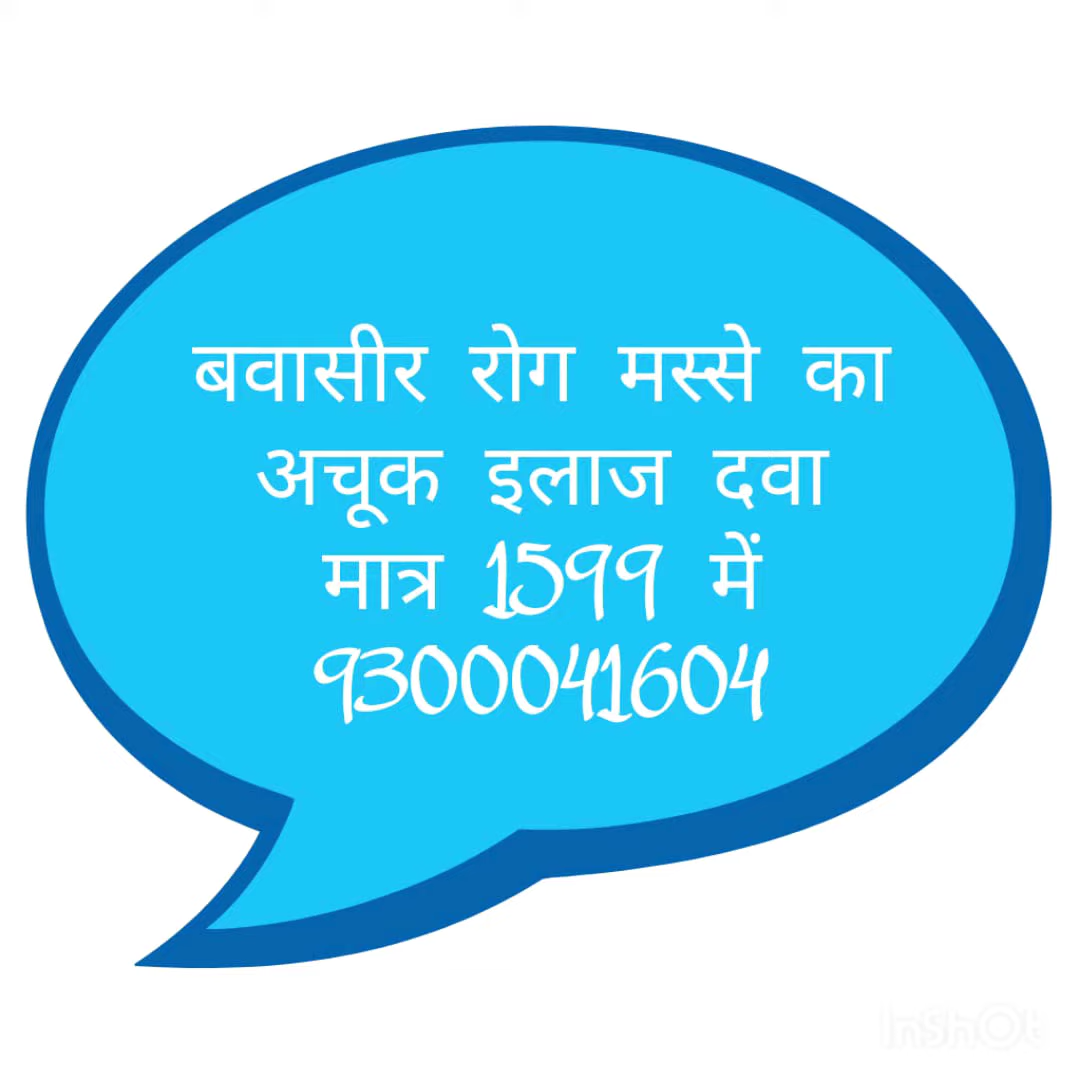 बवासीर रोग मस्से का
अचूक इलाज दवा
मात्र 1599 में
9300041604
InShOt